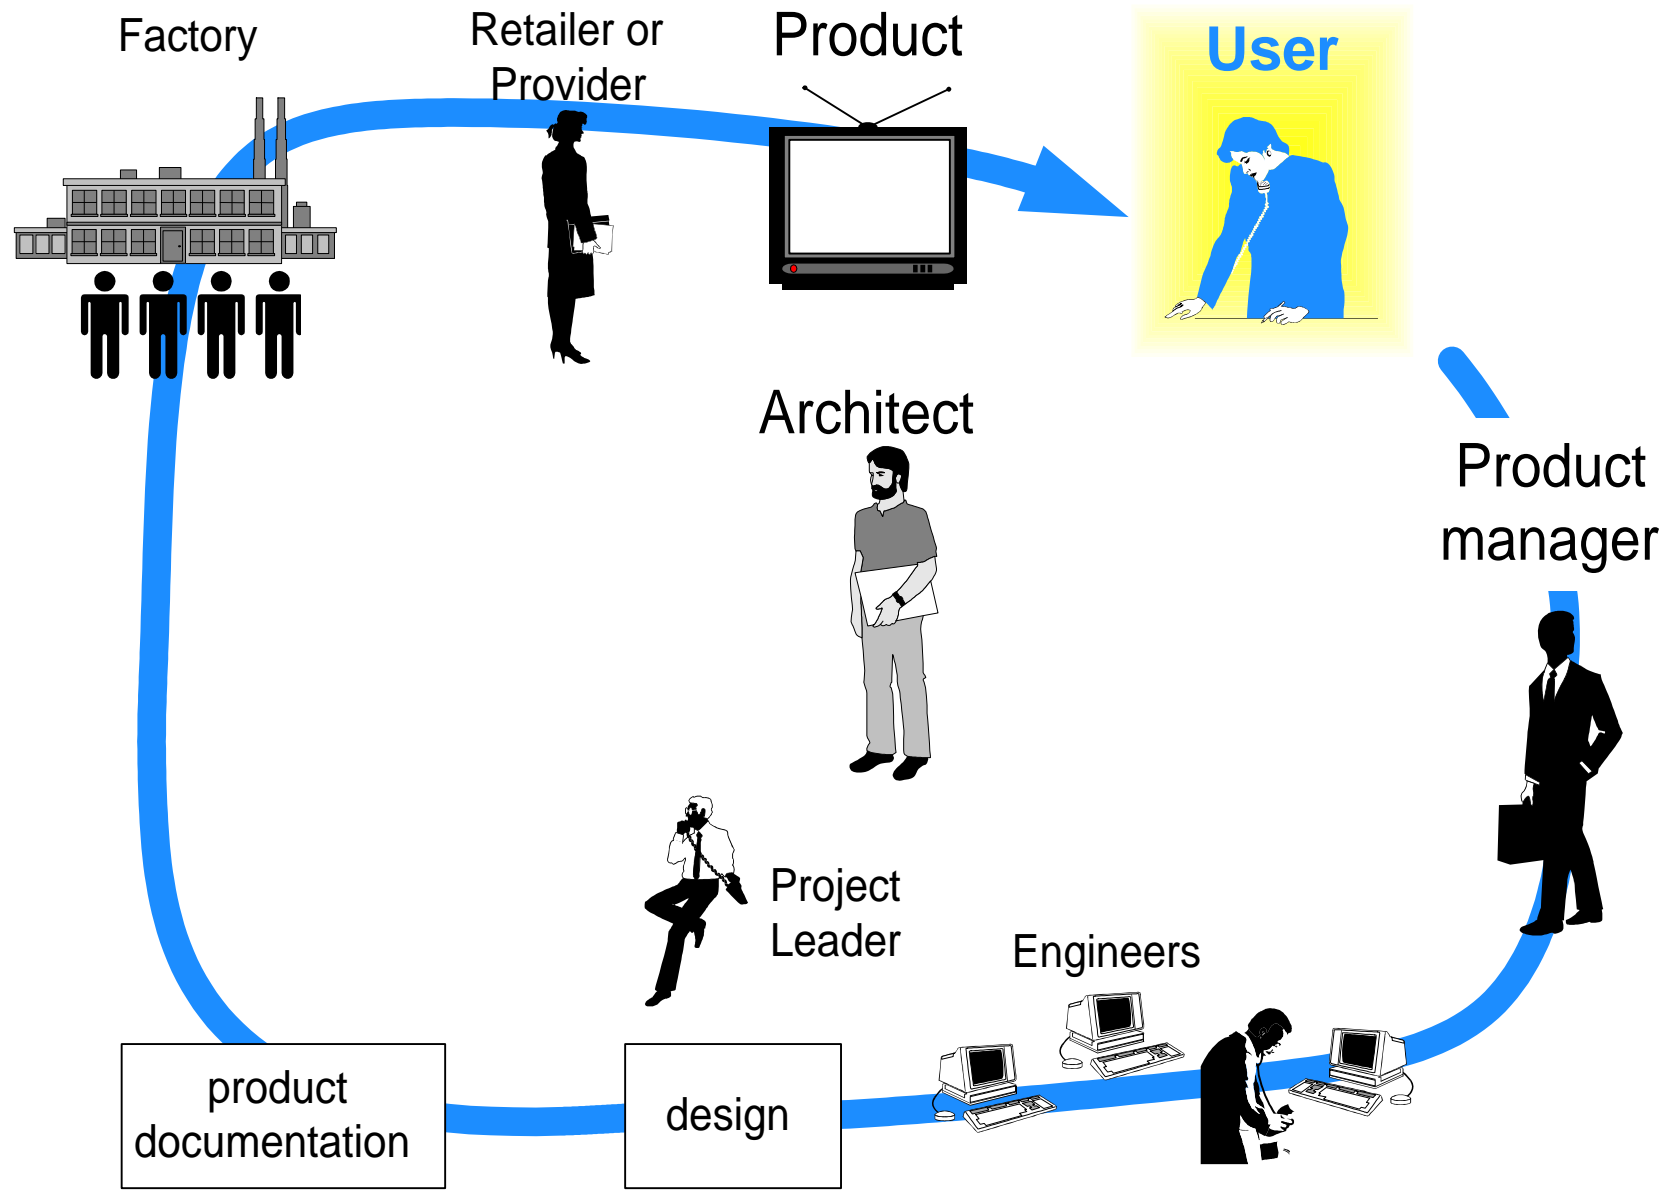 Factory
Retailer or
Provider
Product
User
Architect
Product
manager
Project
Leader
Engineers
product
documentation
design